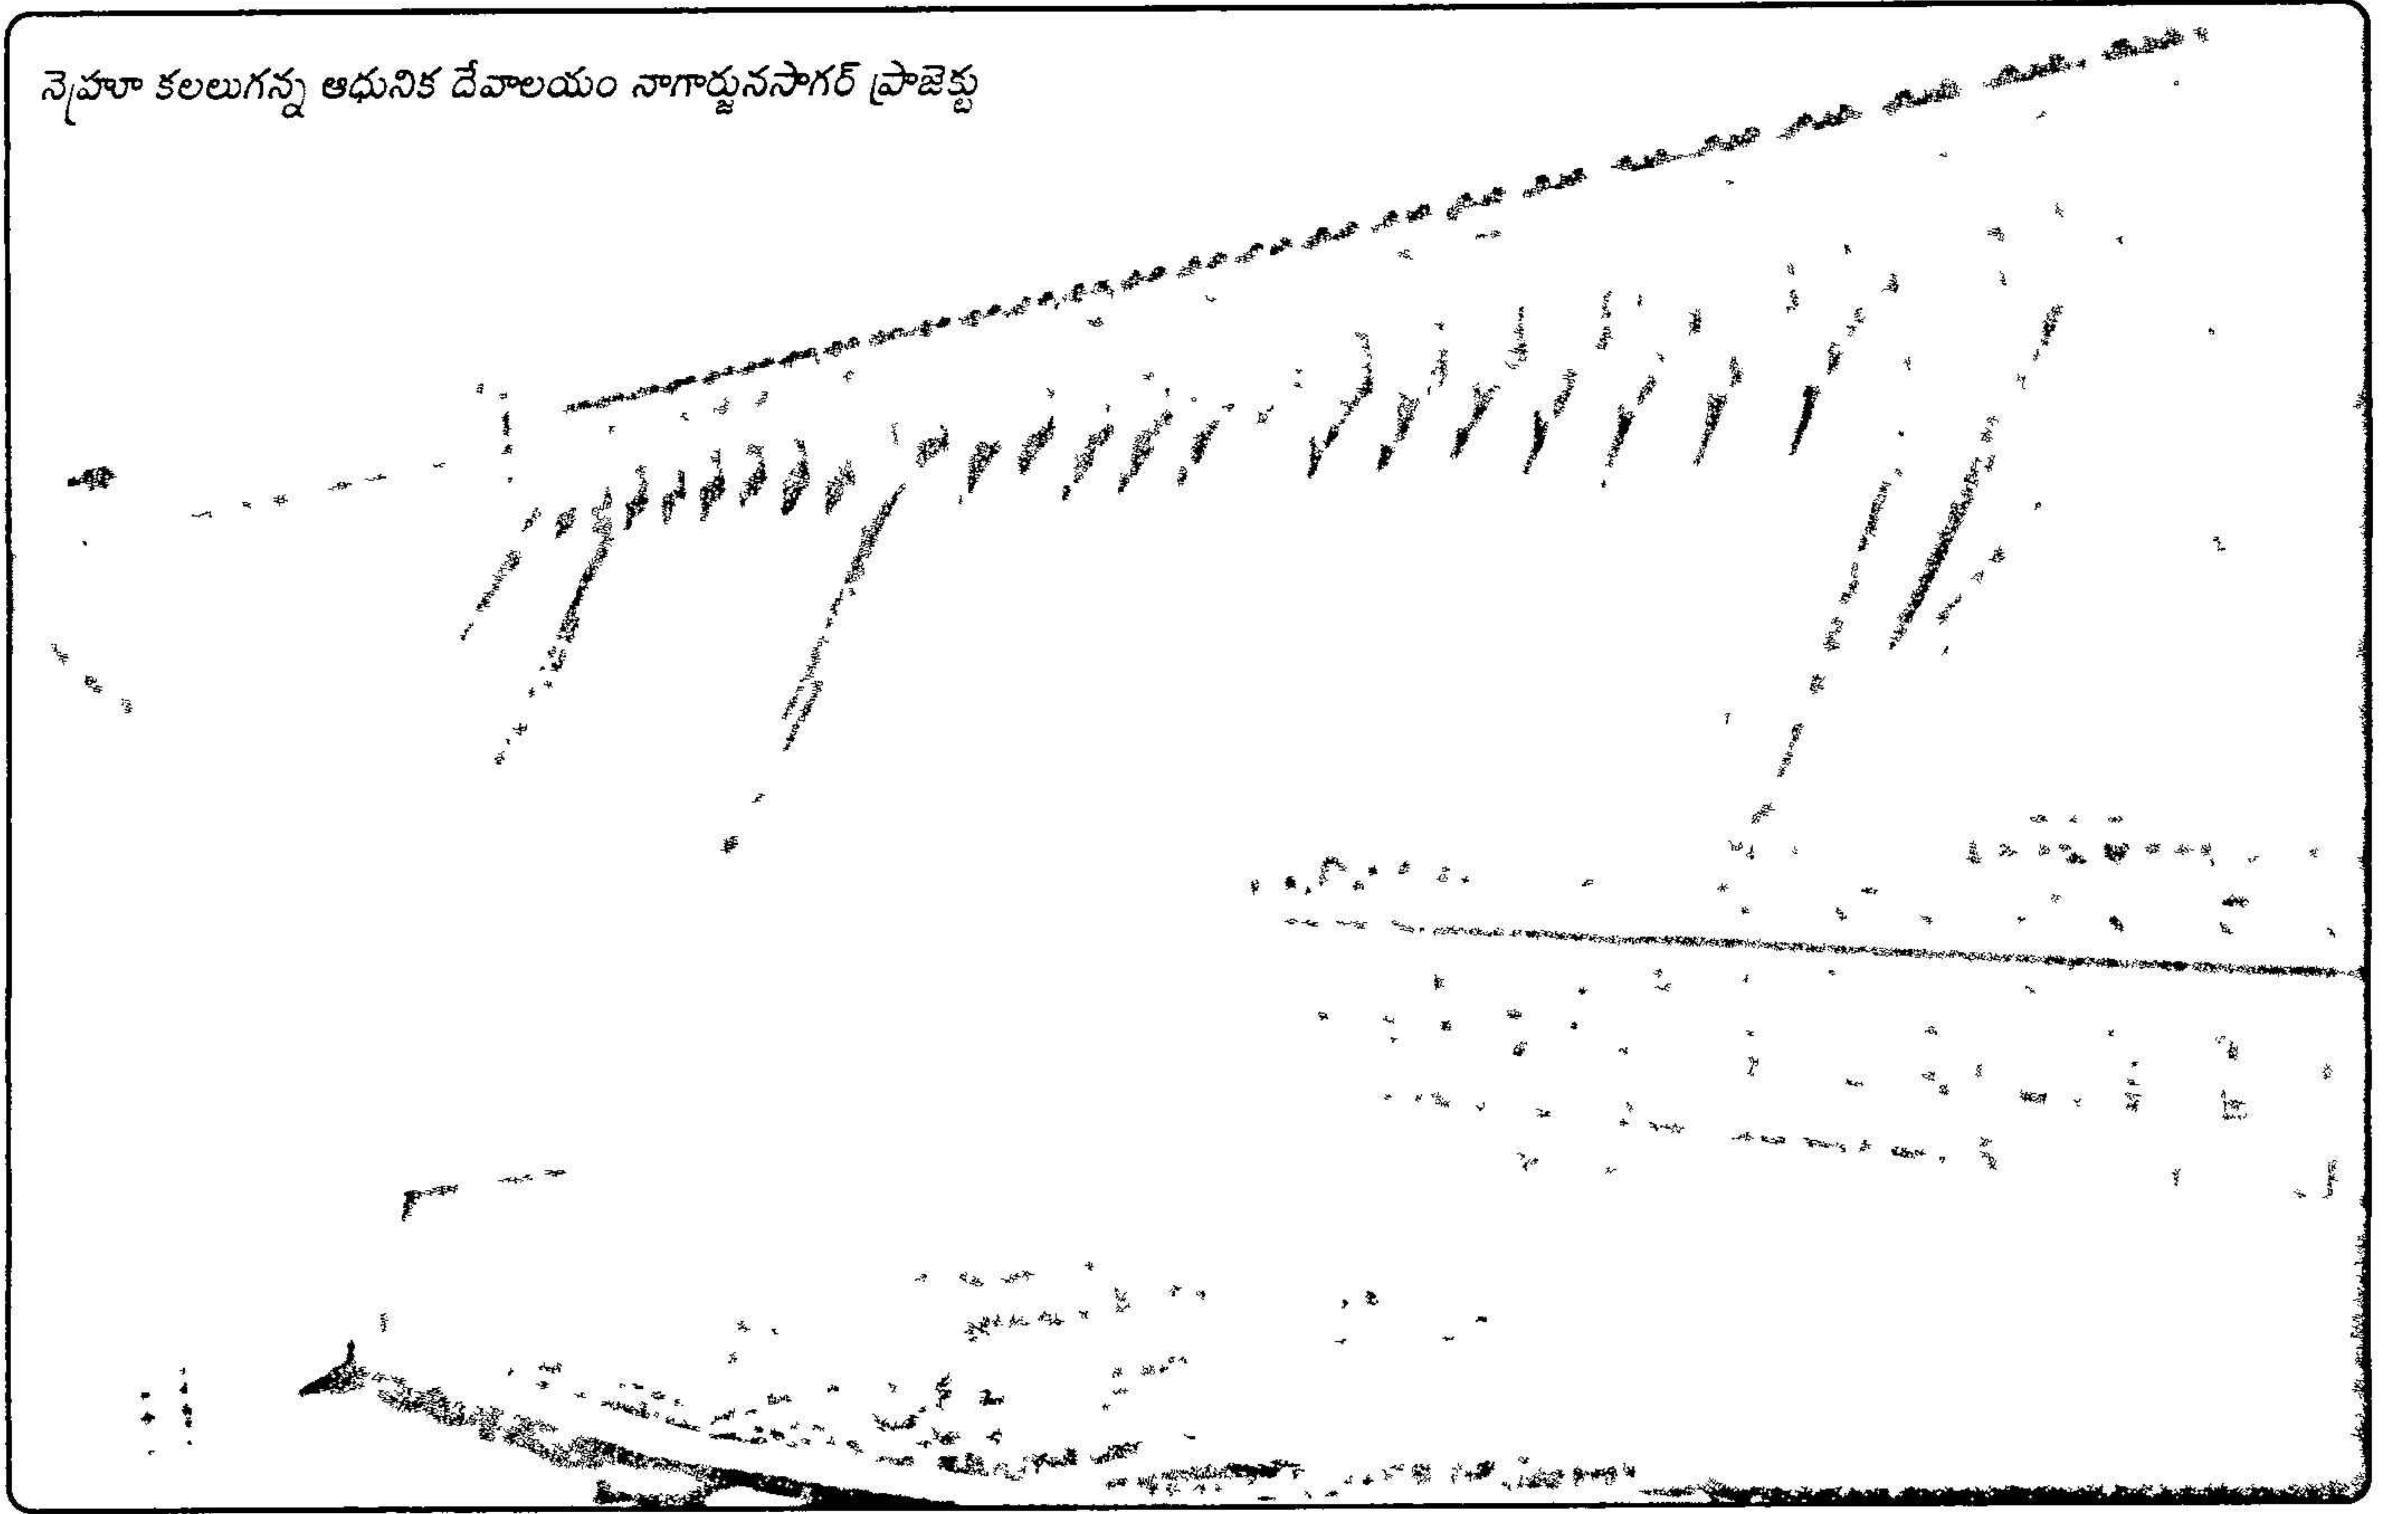 నెహ్రూ కలలుగన్న ఆధునిక దేవాలయం నాగార్జునసాగర్ ప్రాజెక్టు